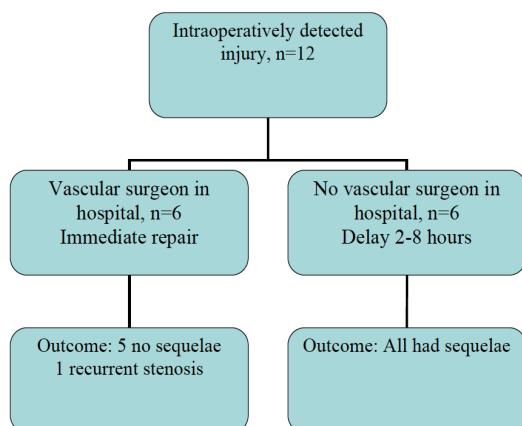 Intraoperatively detected
injury, n=12
Vascular surgeon in
hospital, n=6
Immediate repair
No vascular surgeon in
hospital, n=6
Delay 2-8 hours
Outcome: 5 no sequelae
1 recurrent stenosis
Outcome: All had sequelae